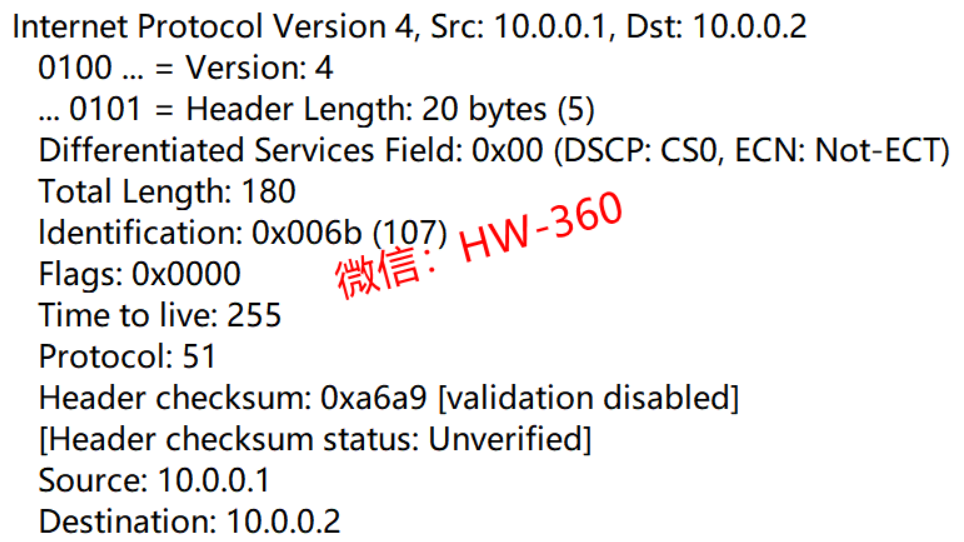 Internet Protocol Version 4, Src: 10.0.0.1, Dst: 10.0.0.2
0100 ... = Version: 4
... 0101 = Header Length: 20 bytes (5)
Differentiated Services Field: 0x00 (DSCP: CS0, ECN: Not-ECT)
Total Length: 180
ldentification: 0x006b (107)
微信：HW-360
Flags: 0x0000
Time to live: 255
Protocol: 51
Header checksum: 0xa6a9 [validation disabled]
[Header checksum status: Unverified]
Source: 10.0.0.1
Destination: 10.0.0.2